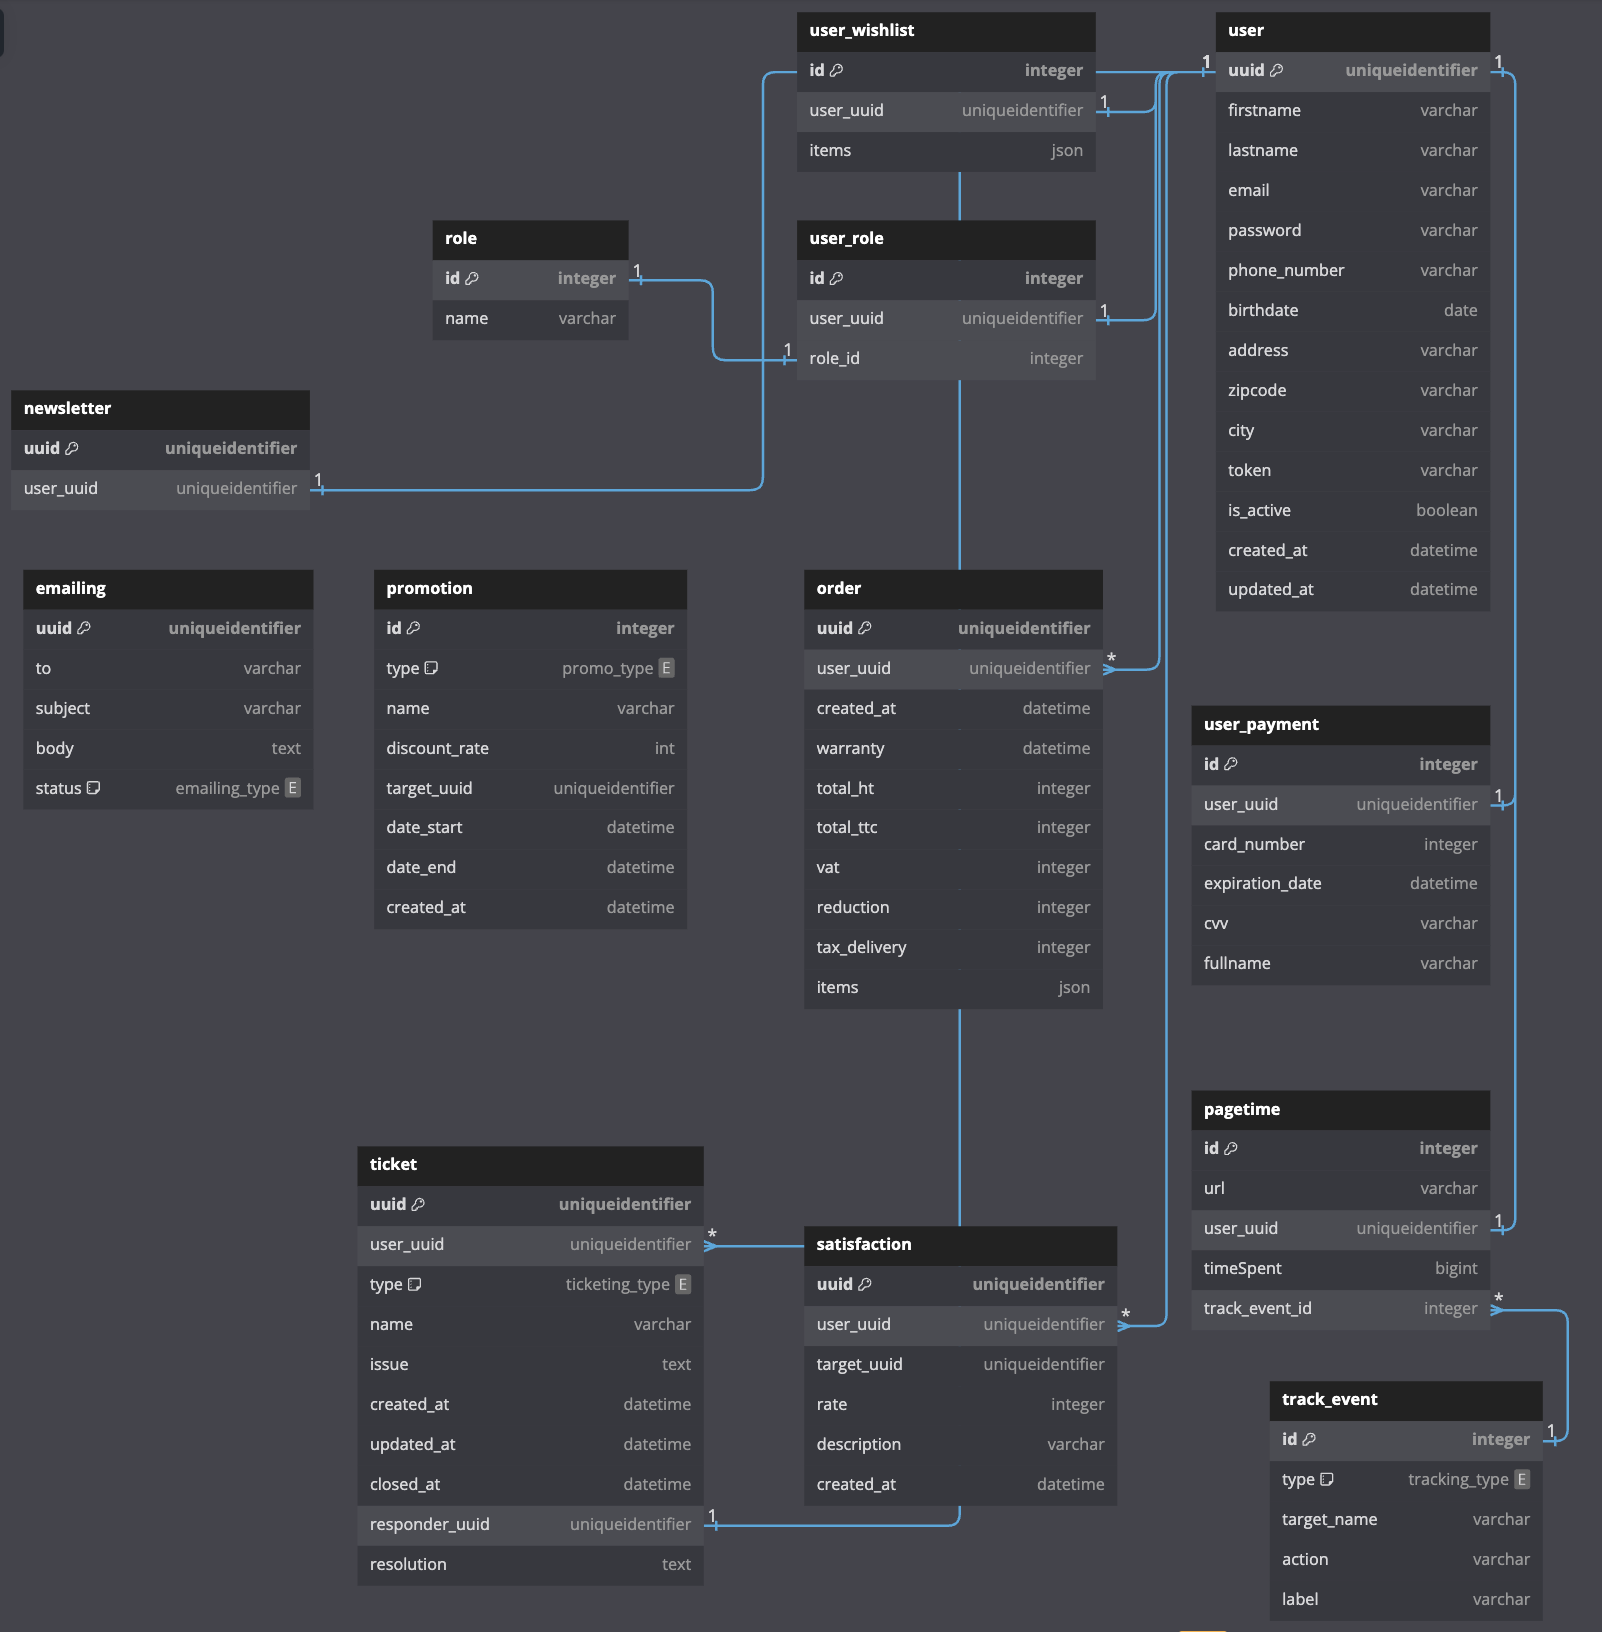 user_wishlist
id integer
1
user_uuid uniqueidentifier
items json
user
1
1
uuid uniqueidentifier
firstname varchar
lastname varchar
email varchar
password varchar
phone_number varchar
birthdate date
address varchar
zipcode varchar
city varchar
token varchar
is_active boolean
created_at datetime
updated_at datetime
role
1
id integer
name varchar
user_role
id integer
1
user_uuid uniqueidentifier
1
role_id integer
newsletter
uuid uniqueidentifier
1
user_uuid uniqueidentifier
emailing
uuid uniqueidentifier
to varchar
subject varchar
body text
status emailing_type E
promotion
id integer
type promo_type E
name varchar
discount_rate int
target_uuid uniqueidentifier
date_start datetime
date_end datetime
created_at datetime
order
uuid uniqueidentifier
*
user_uuid uniqueidentifier
created_at datetime
warranty datetime
total_ht integer
total_ttc integer
vat integer
reduction integer
tax_delivery integer
items json
user_payment
id integer
1
user_uuid uniqueidentifier
card_number integer
expiration_date datetime
cvv varchar
fullname varchar
pagetime
id integer
url varchar
1
user_uuid uniqueidentifier
timeSpent bigint
*
track_event_id integer
ticket
uuid uniqueidentifier
*
user_uuid uniqueidentifier
type ticketing_type E
name varchar
issue text
created_at datetime
updated_at datetime
closed_at datetime
1
responder_uuid uniqueidentifier
resolution text
satisfaction
uuid uniqueidentifier
*
user_uuid uniqueidentifier
target_uuid uniqueidentifier
rate integer
description varchar
created_at datetime
track_event
1
id integer
type tracking_type E
target_name varchar
action varchar
label varchar